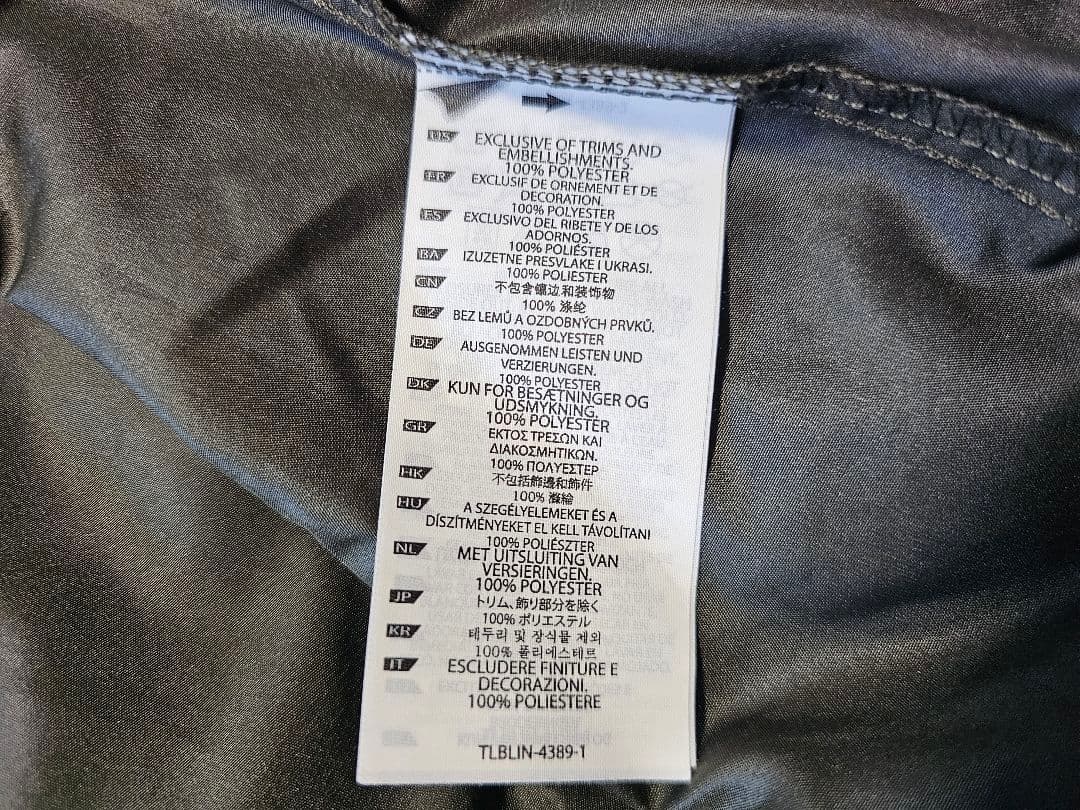 US EXCLUSIVE OF TRIMS AND
EMBELLISHMENTS.
100% POLYESTER
FR EXCLUSIF DE ORNEMENT ET DE
DECORATION.
100% POLYESTER
ES EXCLUSIVO DEL RIBETE Y DE LOS
ADORNOS.
100% POLIÉSTER
BA IZUZETNE PRESVLAKE I UKRASI.
100% POLIESTER
CN 不包含镶边和装饰物
100% 涤纶
CZ BEZ LEMŮ A OZDOBNÝCH PRVKŮ.
100% POLYESTER
DE AUSGENOMMEN LEISTEN UND
VERZIERUNGEN.
100% POLYESTER
DK KUN FOR BESÆTNINGER OG
UDSMYKNING.
100% POLYESTER
GR ΕΚΤΟΣ ΤΡΕΣΩΝ ΚΑΙ
ΔΙΑΚΟΣΜΗΤΙΚΩΝ.
100% ΠΟΛΥΕΣΤΕΡ
HK 不包括飾邊和飾件
100% 滌綸
HU A SZEGÉLYELEMEKET ÉS A
DÍSZÍTMÉNYEKET EL KELL TÁVOLÍTANI
100% POLIÉSZTER
NL MET UITSLUITING VAN
VERSIERINGEN.
100% POLYESTER
JP トリム、飾り部分を除く
100% ポリエステル
KR 테두리 및 장식물 제외
100% 폴리에스테르
IT ESCLUDERE FINITURE E
DECORAZIONI.
100% POLIESTERE
TLBLIN-4389-1